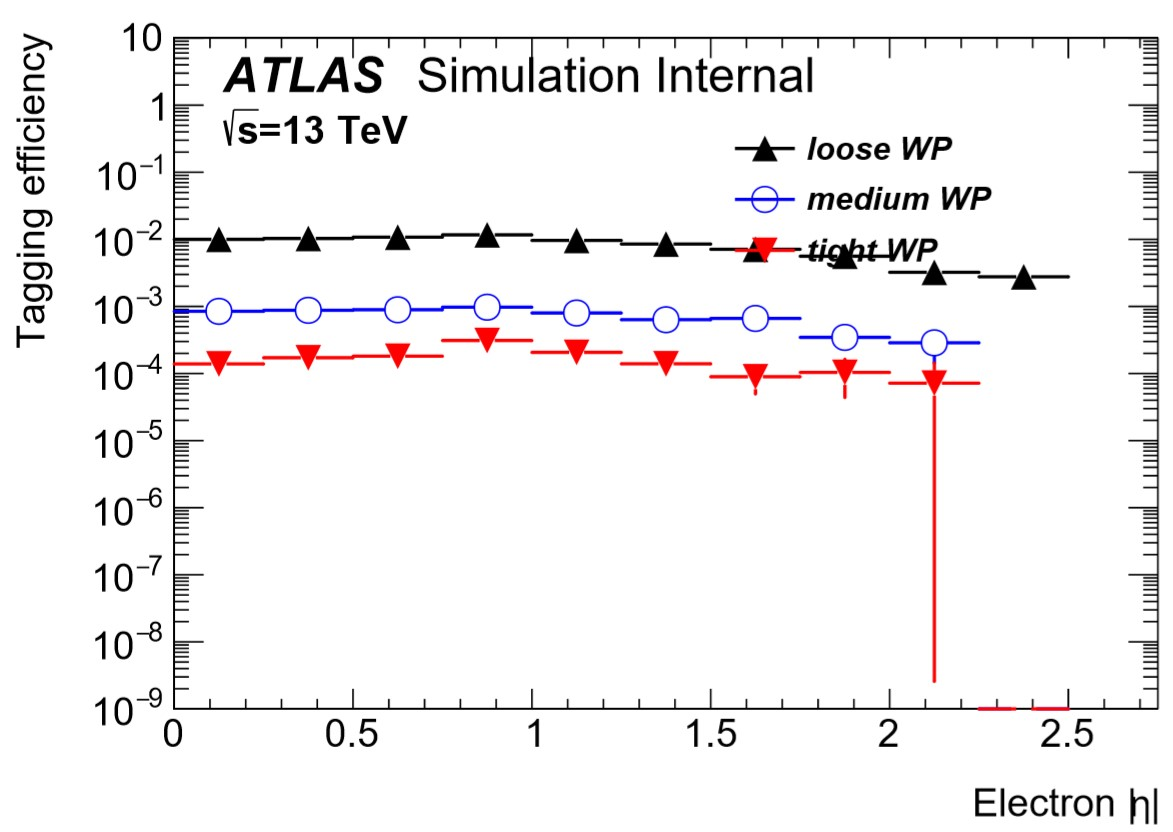 Tagging efficiency
10
1
10⁻¹
10⁻²
10⁻³
10⁻⁴
10⁻⁵
10⁻⁶
10⁻⁷
10⁻⁸
10⁻⁹
ATLAS Simulation Internal
√s=13 TeV
loose WP
medium WP
tight WP
0 0.5 1 1.5 2 2.5
Electron |η|